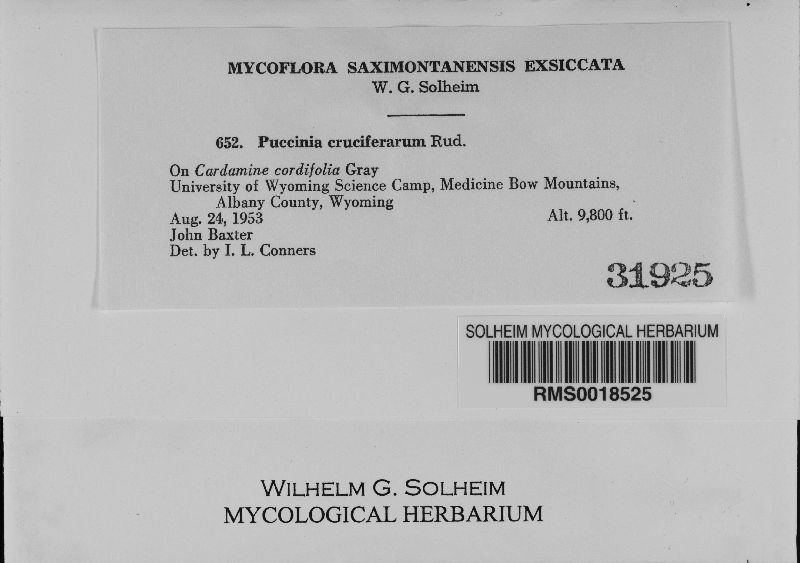 MYCOFLORA SAXIMONTANENSIS EXSICCATA
W. G. Solheim
652. Puccinia cruciferarum Rud.
On Cardamine cordifolia Gray
University of Wyoming Science Camp, Medicine Bow Mountains,
Albany County, Wyoming
Aug. 24, 1953 Alt. 9,800 ft.
John Baxter
Det. by I. L. Conners
31925
SOLHEIM MYCOLOGICAL HERBARIUM
RMS0018525
WILHELM G. SOLHEIM
MYCOLOGICAL HERBARIUM